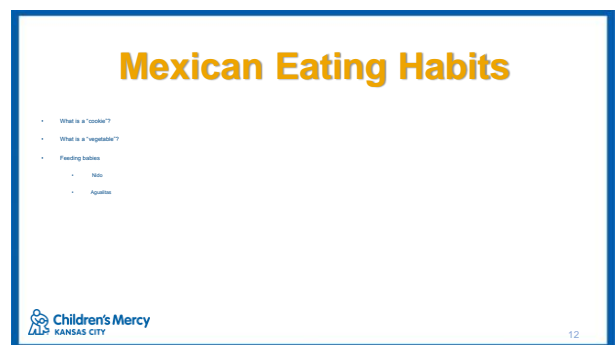 Mexican Eating Habits
• What is a "cookie"?
• What is a "vegetable"?
• Feeding babies
• Nido
• Agualitas
Children's Mercy
KANSAS CITY
12